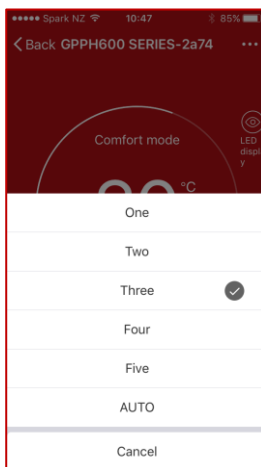 Spark NZ 10:47 85%
Back GPPH600 SERIES-2a74 ...
Comfort mode
°C
LED
displ
y
One
Two
Three
Four
Five
AUTO
Cancel